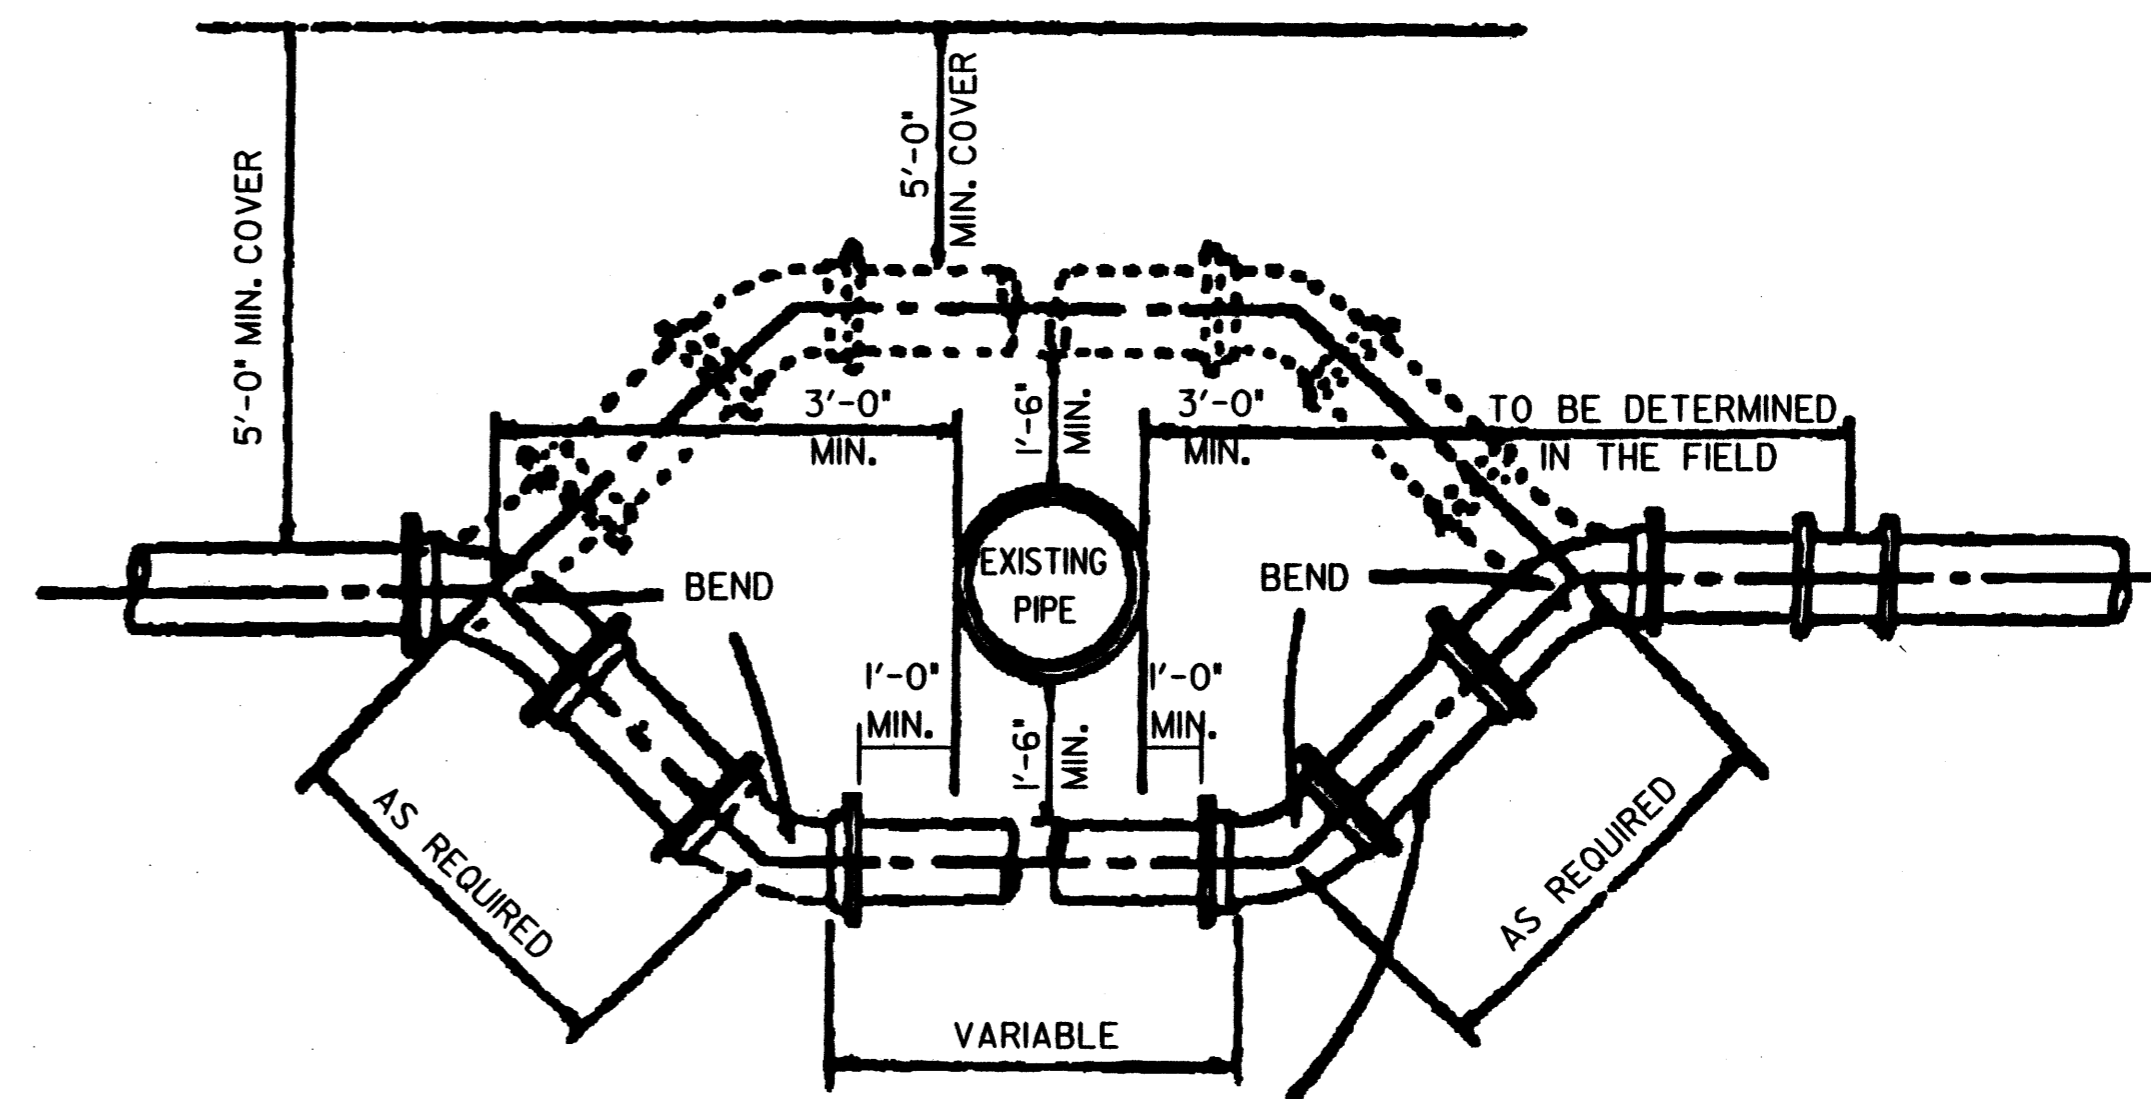 5'-0" MIN. COVER
5'-0"
MIN. COVER
3'-0"
MIN.
1'-6"
MIN.
3'-0"
MIN.
TO BE DETERMINED
IN THE FIELD
BEND
EXISTING
PIPE
BEND
1'-0"
MIN.
1'-6"
MIN.
1'-0"
MIN.
AS REQUIRED
AS REQUIRED
VARIABLE